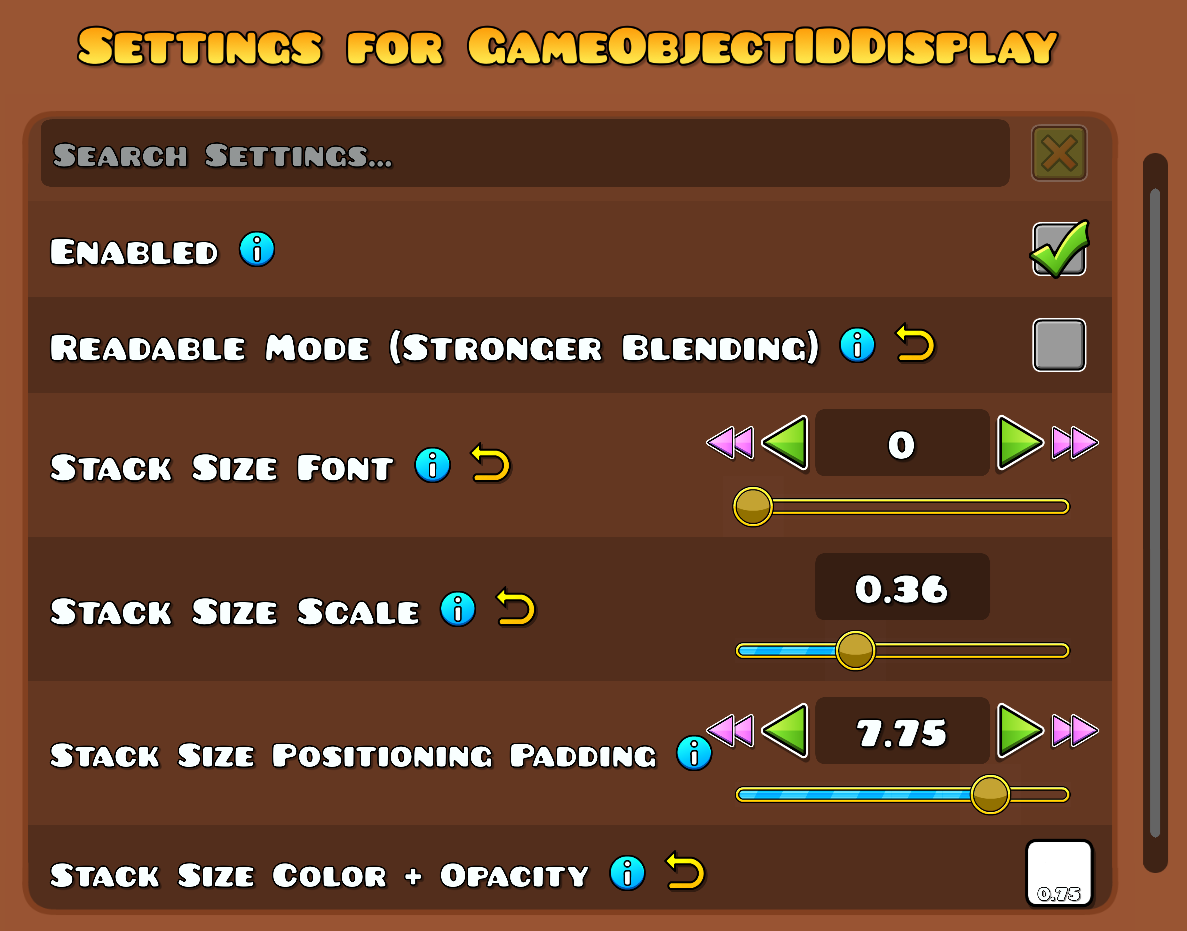 Settings for GameObjectIDDisplay
Search Settings...
Enabled
Readable Mode (Stronger Blending)
Stack Size Font
0
Stack Size Scale
0.36
Stack Size Positioning Padding
7.75
Stack Size Color + Opacity
0.75